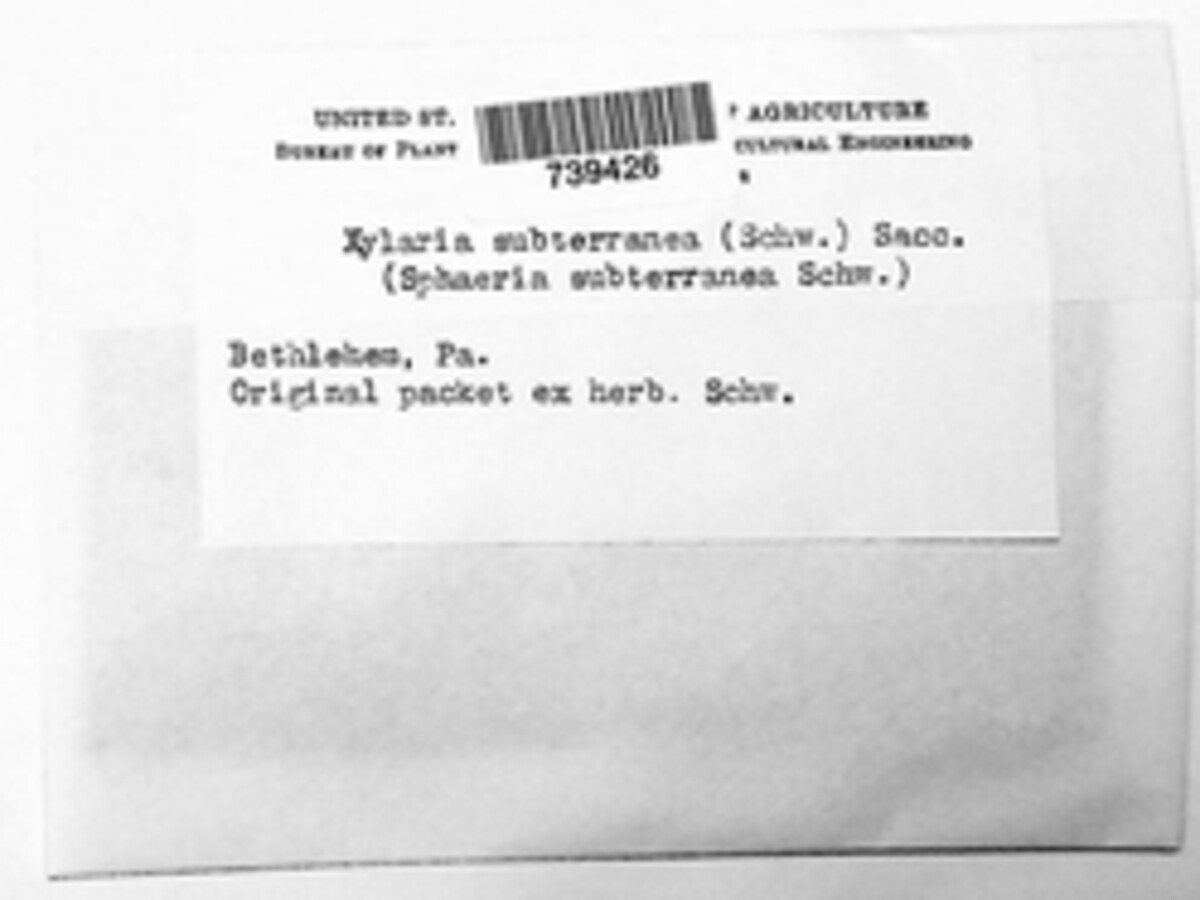 UNITED ST. AGRICULTURE
BUREAU OF PLANT CULTURAL ENGINEERING
739426
Xylaria subterranea (Schw.) Sacc.
(Sphaeria subterranea Schw.)
Bethlehem, Pa.
Original packet ex herb. Schw.